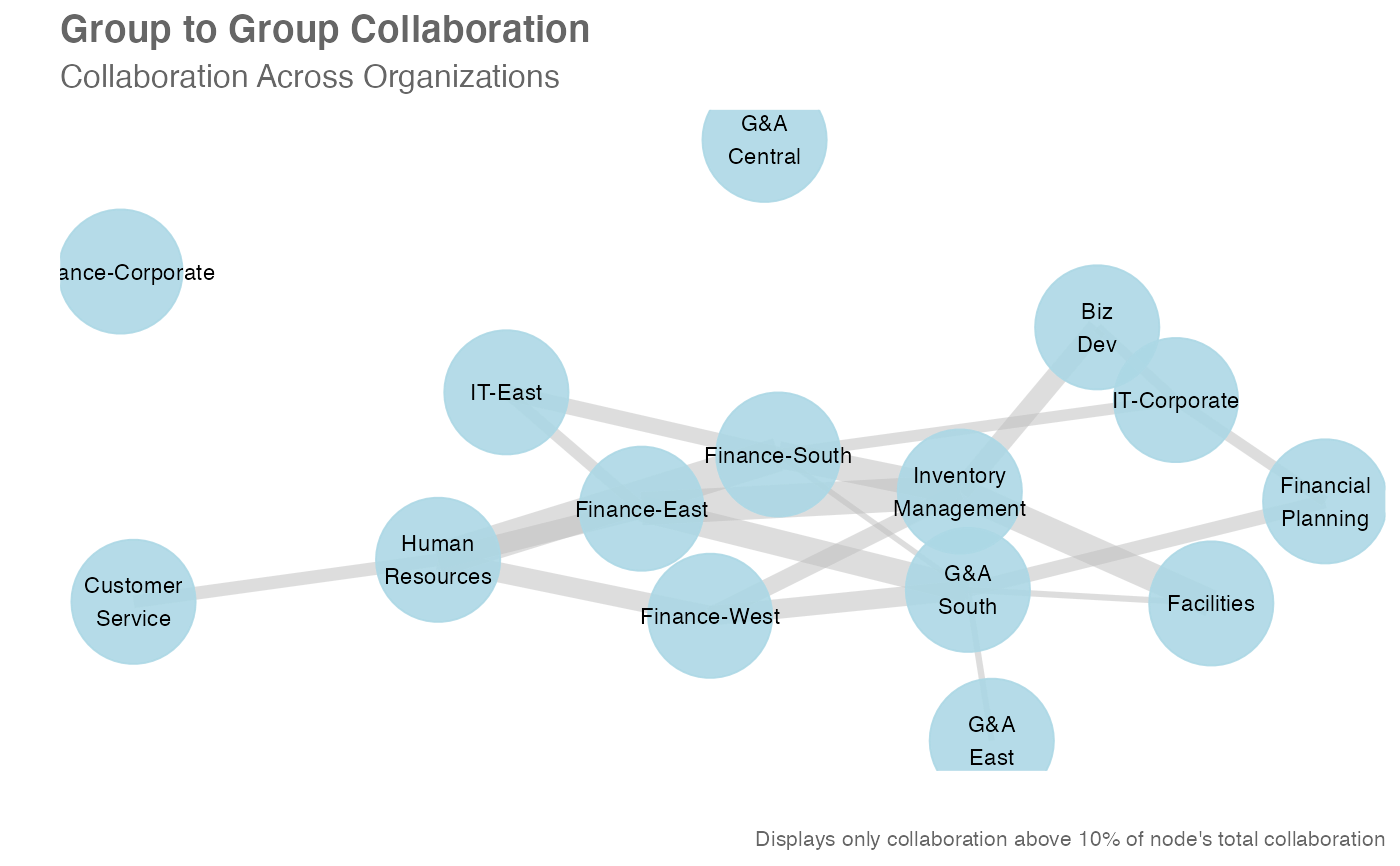 Group to Group Collaboration
Collaboration Across Organizations
G&A
Central
ance-Corporate
Biz
Dev
IT-East
IT-Corporate
Finance-South
Inventory
Management
Financial
Planning
Finance-East
Human
Resources
G&A
South
Customer
Service
Finance-West
Facilities
G&A
East
Displays only collaboration above 10% of node's total collaboration